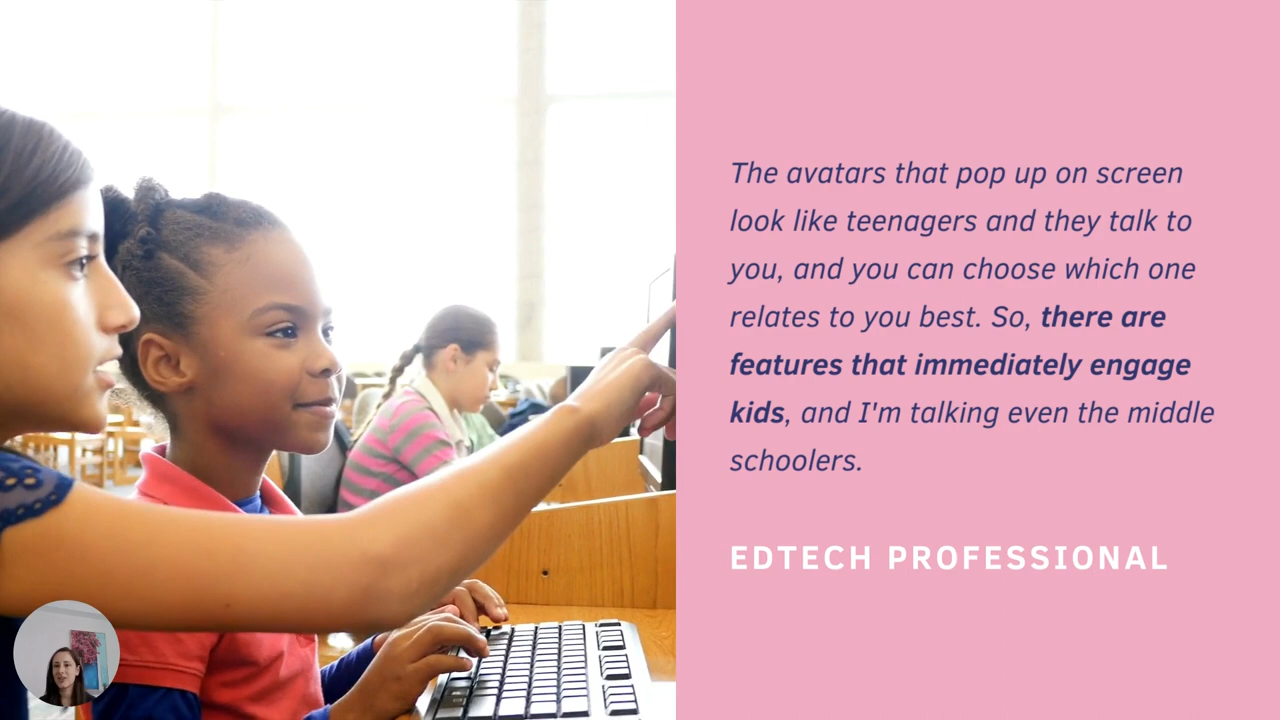 The avatars that pop up on screen
look like teenagers and they talk to
you, and you can choose which one
relates to you best. So, there are
features that immediately engage
kids, and I'm talking even the middle
schoolers.
EDTECH PROFESSIONAL